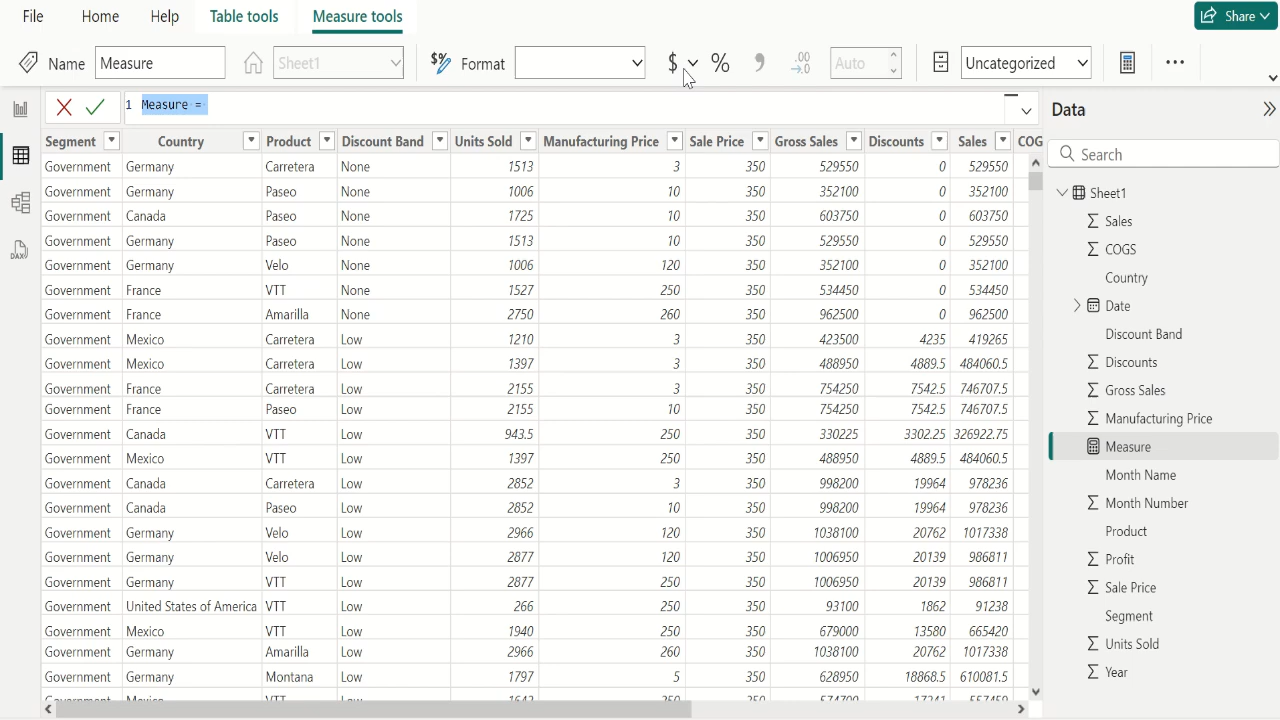 File Home Help Table tools Measure tools Share
Name Measure Sheet1 $% Format $ % , .00 Auto Uncategorized ...
1 Measure =
Segment Country Product Discount Band Units Sold Manufacturing Price Sale Price Gross Sales Discounts Sales COG
Government Germany Carretera None 1513 3 350 529550 0 529550
Government Germany Paseo None 1006 10 350 352100 0 352100
Government Canada Paseo None 1725 10 350 603750 0 603750
Government Germany Paseo None 1513 10 350 529550 0 529550
Government Germany Velo None 1006 120 350 352100 0 352100
Government France VTT None 1527 250 350 534450 0 534450
Government France Amarilla None 2750 260 350 962500 0 962500
Government Mexico Carretera Low 1210 3 350 423500 4235 419265
Government Mexico Carretera Low 1397 3 350 488950 4889.5 484060.5
Government France Carretera Low 2155 3 350 754250 7542.5 746707.5
Government France Paseo Low 2155 10 350 754250 7542.5 746707.5
Government Canada VTT Low 943.5 250 350 330225 3302.25 326922.75
Government Mexico VTT Low 1397 250 350 488950 4889.5 484060.5
Government Canada Carretera Low 2852 3 350 998200 19964 978236
Government Canada Paseo Low 2852 10 350 998200 19964 978236
Government Germany Velo Low 2966 120 350 1038100 20762 1017338
Government Germany Velo Low 2877 120 350 1006950 20139 986811
Government Germany VTT Low 2877 250 350 1006950 20139 986811
Government United States of America VTT Low 266 250 350 93100 1862 91238
Government Mexico VTT Low 1940 250 350 679000 13580 665420
Government Germany Amarilla Low 2966 260 350 1038100 20762 1017338
Government Germany Montana Low 1797 5 350 628950 18868.5 610081.5
DAX
Data
Search
Sheet1
Sales
COGS
Country
Date
Discount Band
Discounts
Gross Sales
Manufacturing Price
Measure
Month Name
Month Number
Product
Profit
Sale Price
Segment
Units Sold
Year